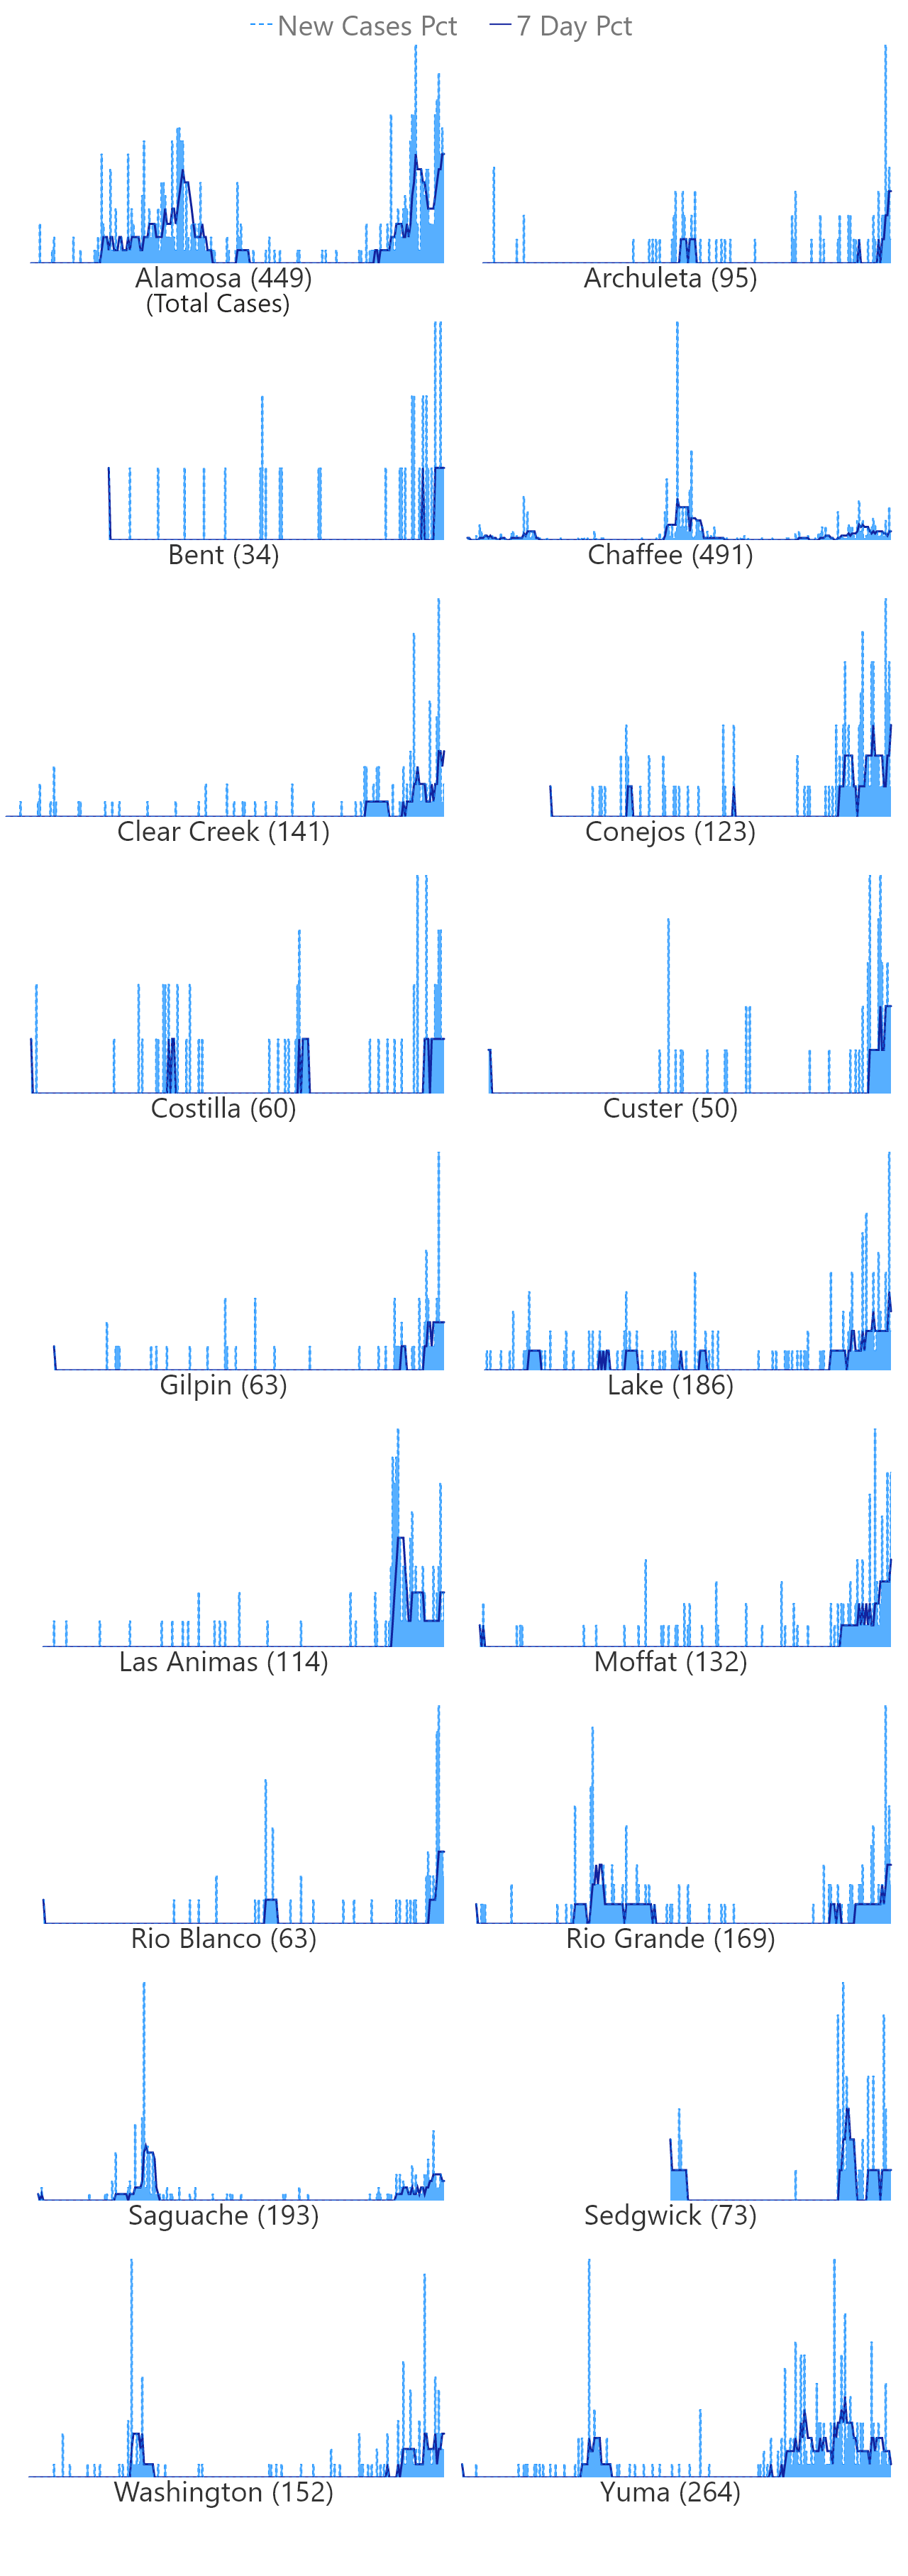 New Cases Pct 7 Day Pct
Alamosa (449) Archuleta (95)
(Total Cases)
Bent (34) Chaffee (491)
Clear Creek (141) Conejos (123)
Costilla (60) Custer (50)
Gilpin (63) Lake (186)
Las Animas (114) Moffat (132)
Rio Blanco (63) Rio Grande (169)
Saguache (193) Sedgwick (73)
Washington (152) Yuma (264)